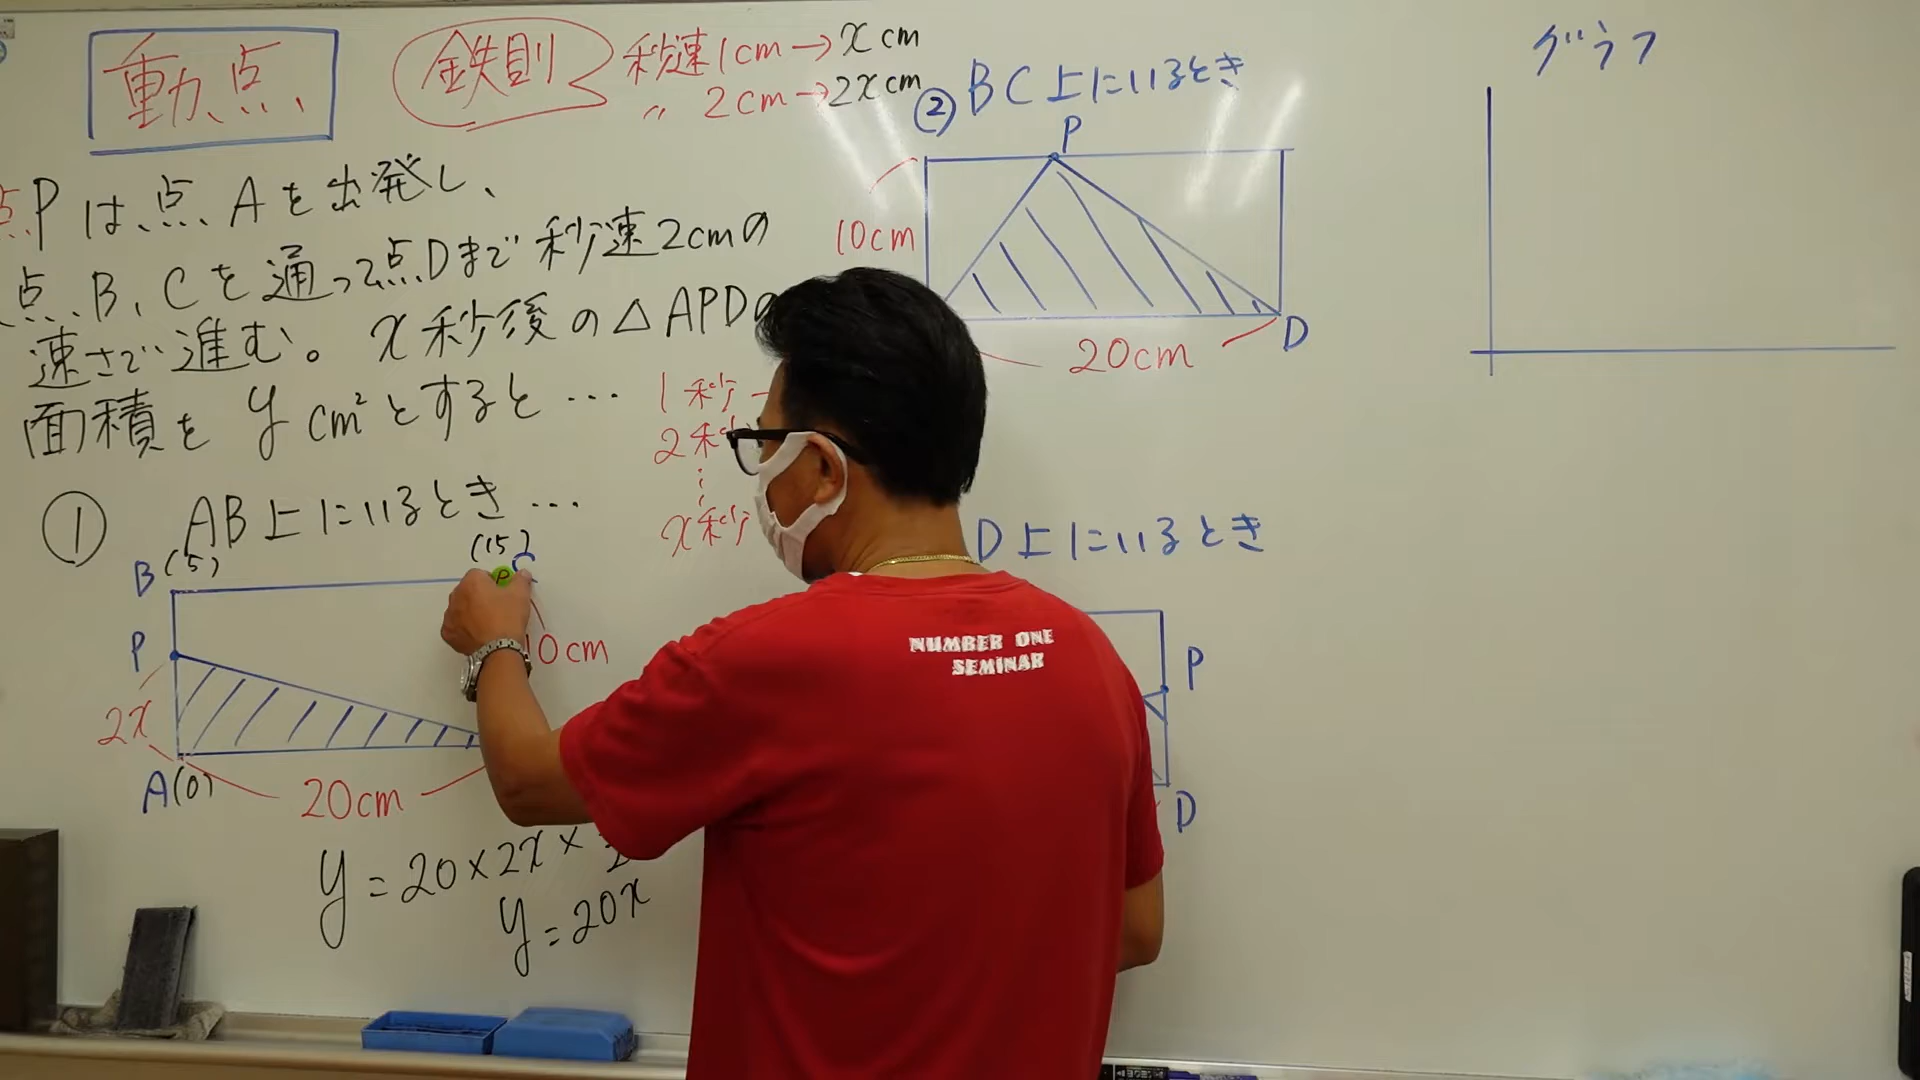 動点
鉄則
秒速1cm→xcm
〃 2cm→2xcm
点Pは点Aを出発し、
点B、Cを通って点Dまで秒速2cmの
速さで進む。x秒後の△APDの
面積をycm²とすると…
1秒
2秒
⋮
x秒
① AB上にいるとき…
B(5)
(15)
P
P
10cm
2x
A(0)
20cm
y=20×2x×
y=20x
②BC上にいるとき
P
10cm
20cm
D
D上にいるとき
P
D
グラフ
NUMBER ONE
SEMINAR